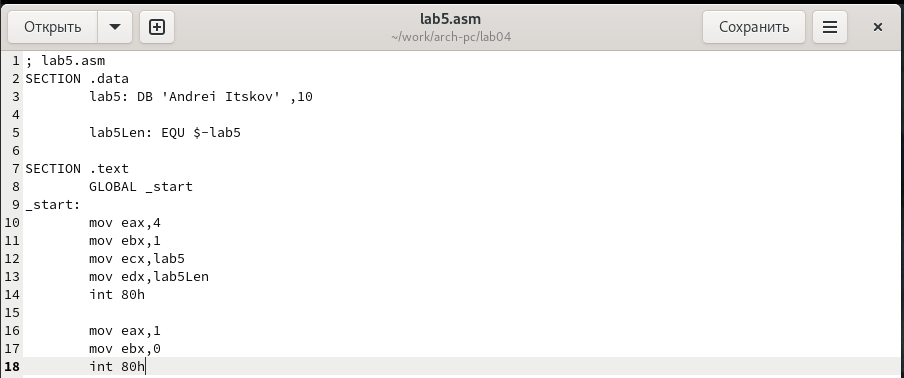 Открыть
lab5.asm
~/work/arch-pc/lab04
Сохранить
1 ; lab5.asm
2 SECTION .data
3         lab5: DB 'Andrei Itskov' ,10
4
5         lab5Len: EQU $-lab5
6
7 SECTION .text
8         GLOBAL _start
9 _start:
10         mov eax,4
11         mov ebx,1
12         mov ecx,lab5
13         mov edx,lab5Len
14         int 80h
15
16         mov eax,1
17         mov ebx,0
18         int 80h